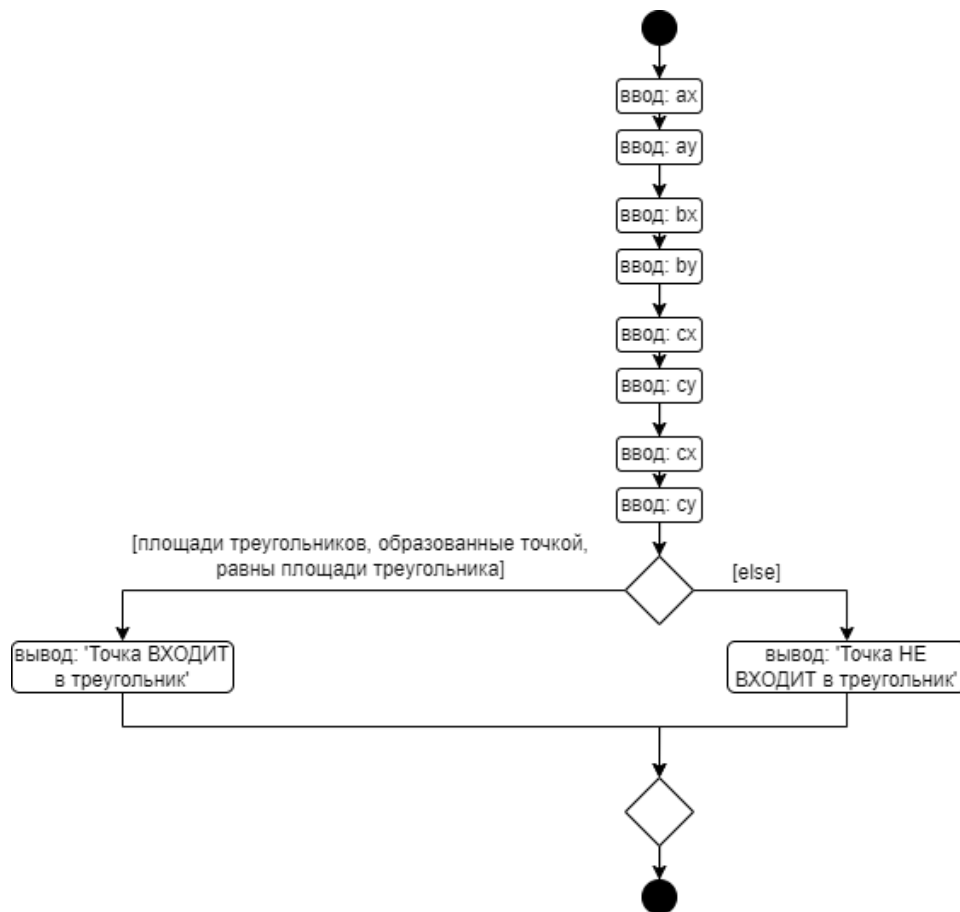 ввод: ax
ввод: ay
ввод: bx
ввод: by
ввод: cx
ввод: cy
ввод: cx
ввод: cy
[площади треугольников, образованные точкой,
равны площади треугольника]
[else]
вывод: 'Точка ВХОДИТ
в треугольник'
вывод: 'Точка НЕ
ВХОДИТ в треугольник'